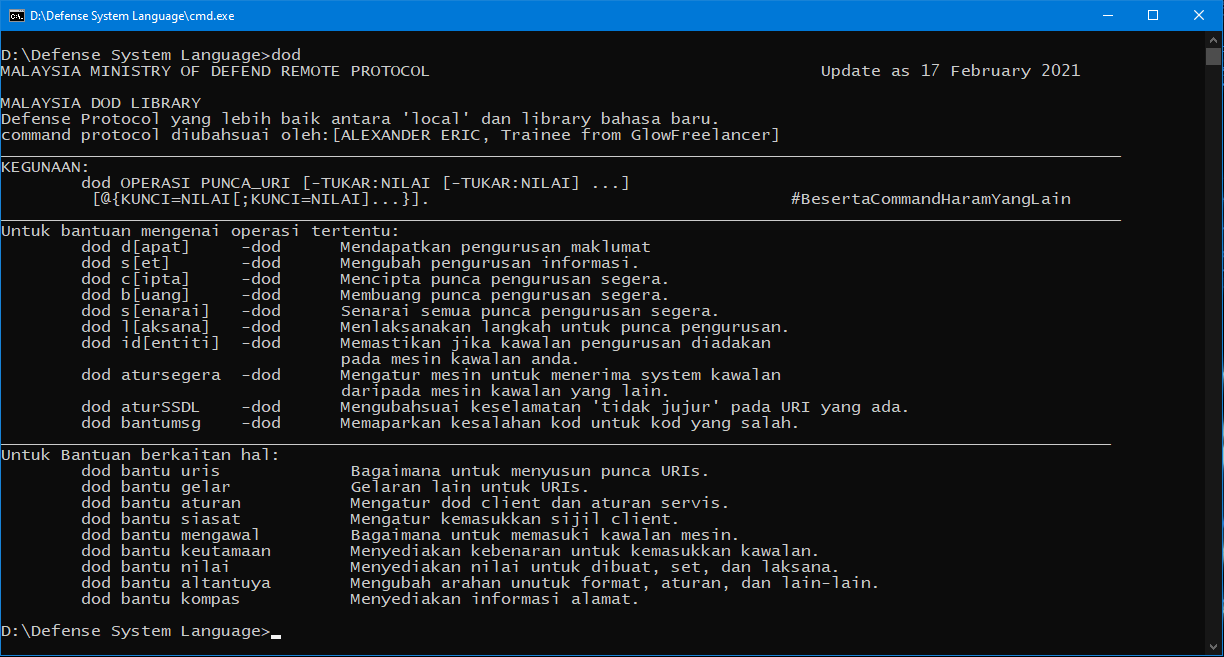 D:\Defense System Language\cmd.exe
D:\Defense System Language>dod
MALAYSIA MINISTRY OF DEFEND REMOTE PROTOCOL Update as 17 February 2021
MALAYSIA DOD LIBRARY
Defense Protocol yang lebih baik antara 'local' dan library bahasa baru.
command protocol diubahsuai oleh:[ALEXANDER ERIC, Trainee from GlowFreelancer]
KEGUNAAN:
dod OPERASI PUNCA_URI [-TUKAR:NILAI [-TUKAR:NILAI] ...]
[@{KUNCI=NILAI[;KUNCI=NILAI]...}]. #BesertaCommandHaramYangLain
Untuk bantuan mengenai operasi tertentu:
dod d[apat] -dod Mendapatkan pengurusan maklumat
dod s[et] -dod Mengubah pengurusan informasi.
dod c[ipta] -dod Mencipta punca pengurusan segera.
dod b[uang] -dod Membuang punca pengurusan segera.
dod s[enarai] -dod Senarai semua punca pengurusan segera.
dod l[aksana] -dod Menlaksanakan langkah untuk punca pengurusan.
dod id[entiti] -dod Memastikan jika kawalan pengurusan diadakan
pada mesin kawalan anda.
dod atursegera -dod Mengatur mesin untuk menerima system kawalan
daripada mesin kawalan yang lain.
dod aturSSDL -dod Mengubahsuai keselamatan 'tidak jujur' pada URI yang ada.
dod bantumsg -dod Memaparkan kesalahan kod untuk kod yang salah.
Untuk Bantuan berkaitan hal:
dod bantu uris Bagaimana untuk menyusun punca URIs.
dod bantu gelar Gelaran lain untuk URIs.
dod bantu aturan Mengatur dod client dan aturan servis.
dod bantu siasat Mengatur kemasukkan sijil client.
dod bantu mengawal Bagaimana untuk memasuki kawalan mesin.
dod bantu keutamaan Menyediakan kebenaran untuk kemasukkan kawalan.
dod bantu nilai Menyediakan nilai untuk dibuat, set, dan laksana.
dod bantu altantuya Mengubah arahan unutuk format, aturan, dan lain-lain.
dod bantu kompas Menyediakan informasi alamat.
D:\Defense System Language>